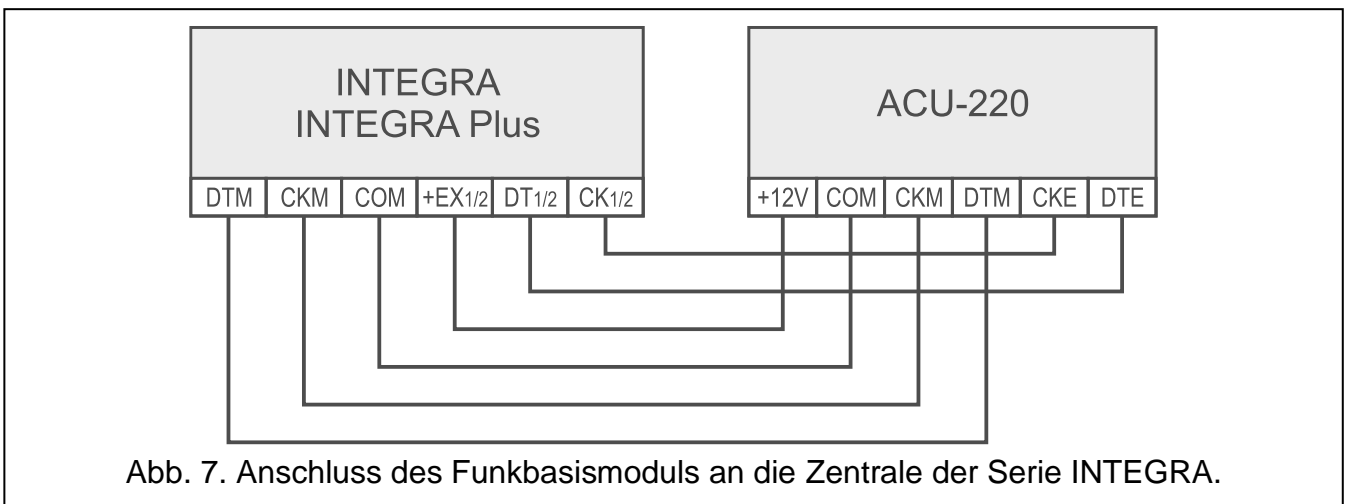 INTEGRA
INTEGRA Plus
ACU-220
DTM CKM COM +EX1/2 DT1/2 CK1/2
+12V COM CKM DTM CKE DTE
Abb. 7. Anschluss des Funkbasismoduls an die Zentrale der Serie INTEGRA.